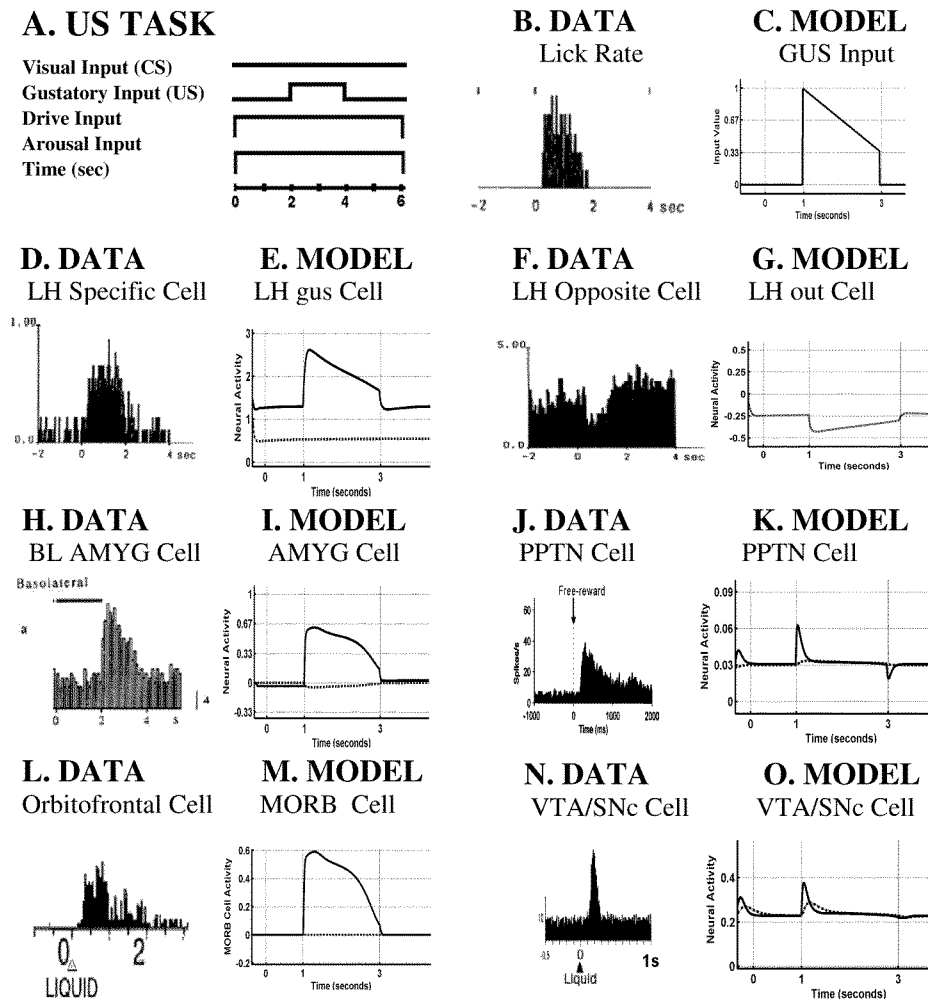 A. US TASK
Visual Input (CS)
Gustatory Input (US)
Drive Input
Arousal Input
Time (sec)
0 2 4 6
B. DATA
Lick Rate
-2 0 2 4 sec
C. MODEL
GUS Input
Input Value
1
0.67
0.33
0
0 1 3
Time (seconds)
D. DATA
LH Specific Cell
1.00
0.0
-2 0 2 4 sec
E. MODEL
LH gus Cell
Neural Activity
3
2
1
0
0 1 3
Time (seconds)
F. DATA
LH Opposite Cell
5.00
0.0
-2 0 2 4 sec
G. MODEL
LH out Cell
Neural Activity
0.5
0.25
0
-0.25
-0.5
0 1 3
Time (seconds)
H. DATA
BL AMYG Cell
Basolateral
a
4
0 2 4 5
I. MODEL
AMYG Cell
Neural Activity
1
0.67
0.33
0
-0.33
0 1 3
Time (seconds)
J. DATA
PPTN Cell
Free-reward
Spikes/s
60
40
20
0
-1000 0 1000 2000
Time (ms)
K. MODEL
PPTN Cell
Neural Activity
0.09
0.06
0.03
0
0 1 3
Time (seconds)
L. DATA
Orbitofrontal Cell
0 2
LIQUID
M. MODEL
MORB Cell
MORB Cell Activity
0.6
0.4
0.2
0
-0.2
0 1 3
Time (seconds)
N. DATA
VTA/SNc Cell
-0.5 0 1s
Liquid
O. MODEL
VTA/SNc Cell
Neural Activity
0.4
0.2
0
0 1 3
Time (seconds)